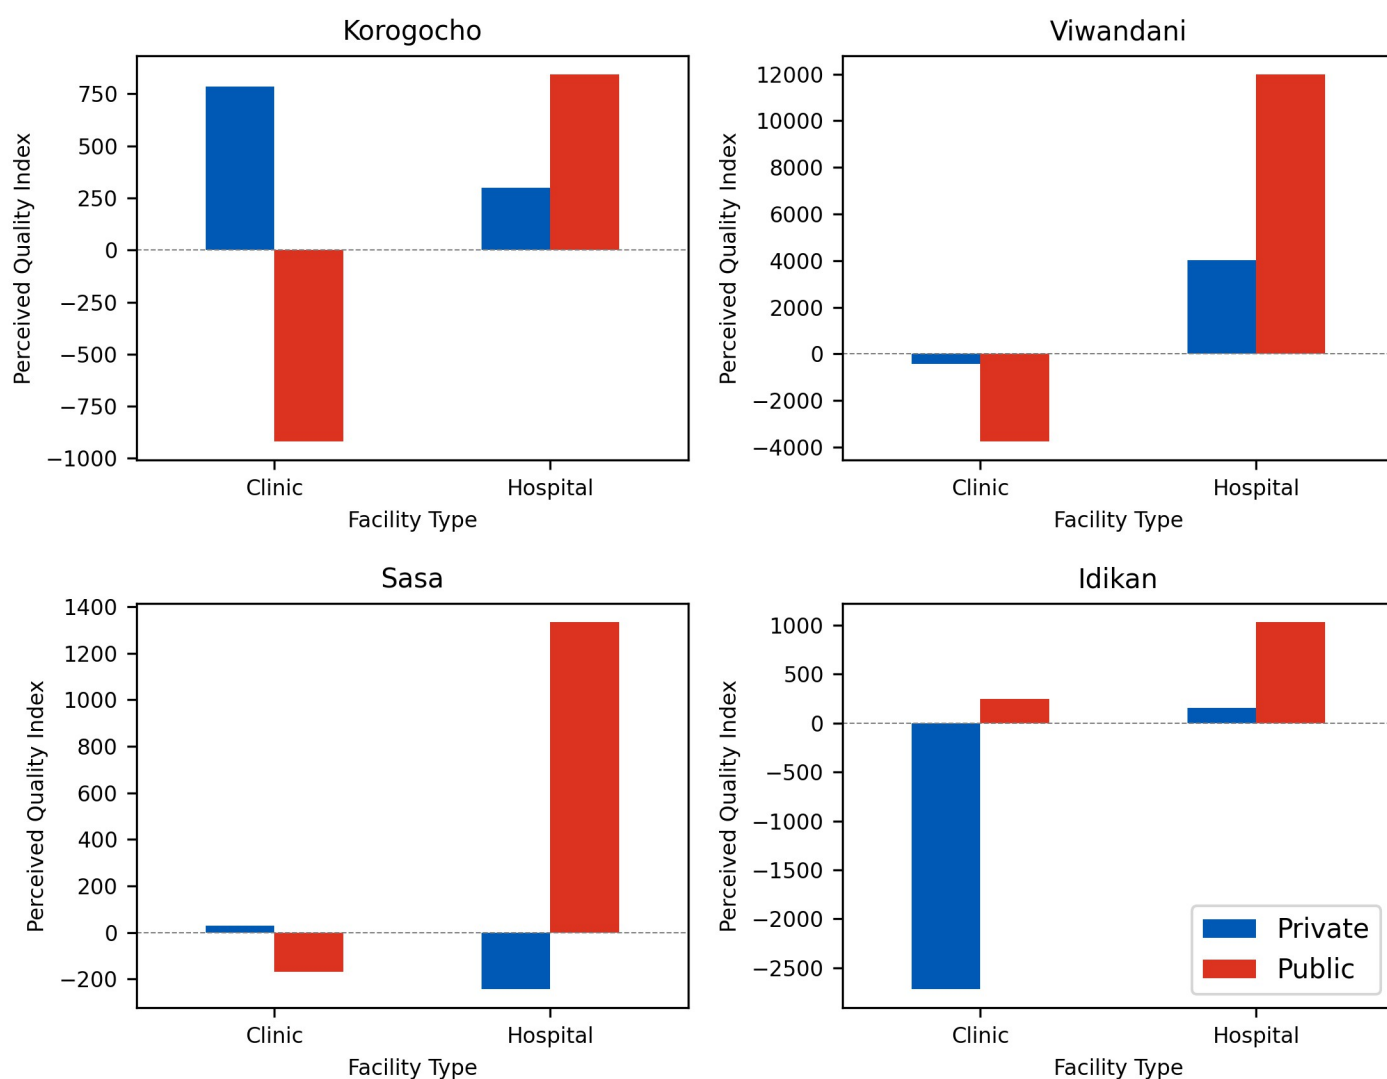 Korogocho
Perceived Quality Index
750
500
250
0
−250
−500
−750
−1000
Clinic
Hospital
Facility Type
Viwandani
Perceived Quality Index
12000
10000
8000
6000
4000
2000
0
−2000
−4000
Clinic
Hospital
Facility Type
Sasa
Perceived Quality Index
1400
1200
1000
800
600
400
200
0
−200
Clinic
Hospital
Facility Type
Idikan
Perceived Quality Index
1000
500
0
−500
−1000
−1500
−2000
−2500
Private
Public
Clinic
Hospital
Facility Type